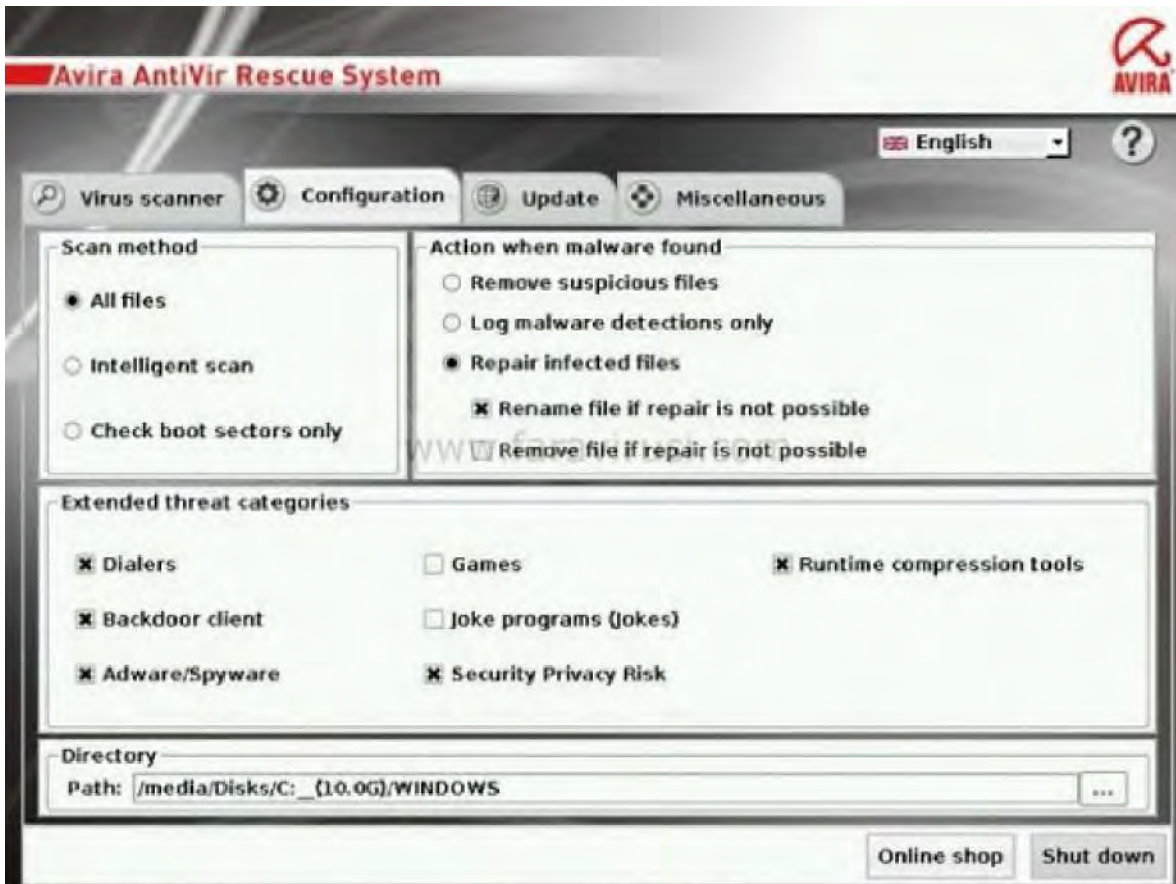 Avira AntiVir Rescue System
AVIRA
English
?
Virus scanner
Configuration
Update
Miscellaneous
Scan method
All files
Intelligent scan
Check boot sectors only
Action when malware found
Remove suspicious files
Log malware detections only
Repair infected files
Rename file if repair is not possible
Remove file if repair is not possible
Extended threat categories
Dialers
Games
Runtime compression tools
Backdoor client
Joke programs (Jokes)
Adware/Spyware
Security Privacy Risk
Directory
Path: /media/Disks/C:__(10.0G)/WINDOWS
...
Online shop
Shut down